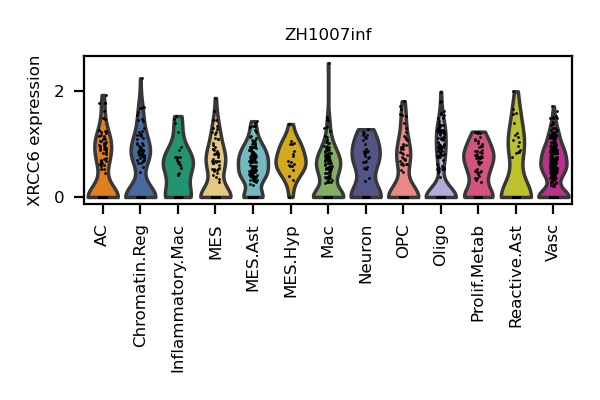 ZH1007inf
XRCC6 expression
2
0
AC
Chromatin.Reg
Inflammatory.Mac
MES
MES.Ast
MES.Hyp
Mac
Neuron
OPC
Oligo
Prolif.Metab
Reactive.Ast
Vasc